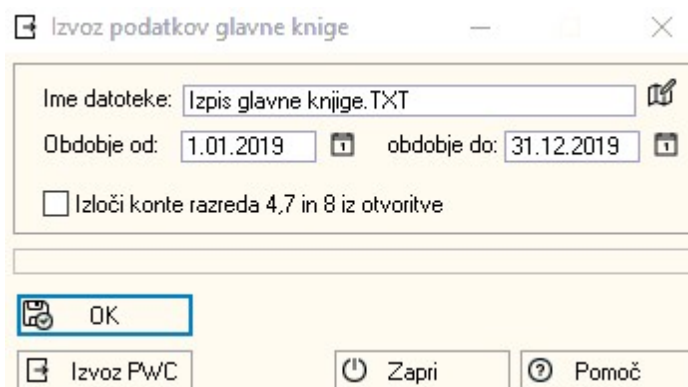 Izvoz podatkov glavne knige
Ime datoteke: Izpis glavne knjige.TXT
Obdobje od: 1.01.2019 obdobje do: 31.12.2019
Izloči konte razreda 4,7 in 8 iz otvoritve
OK
Izvoz PWC Zapri Pomoč